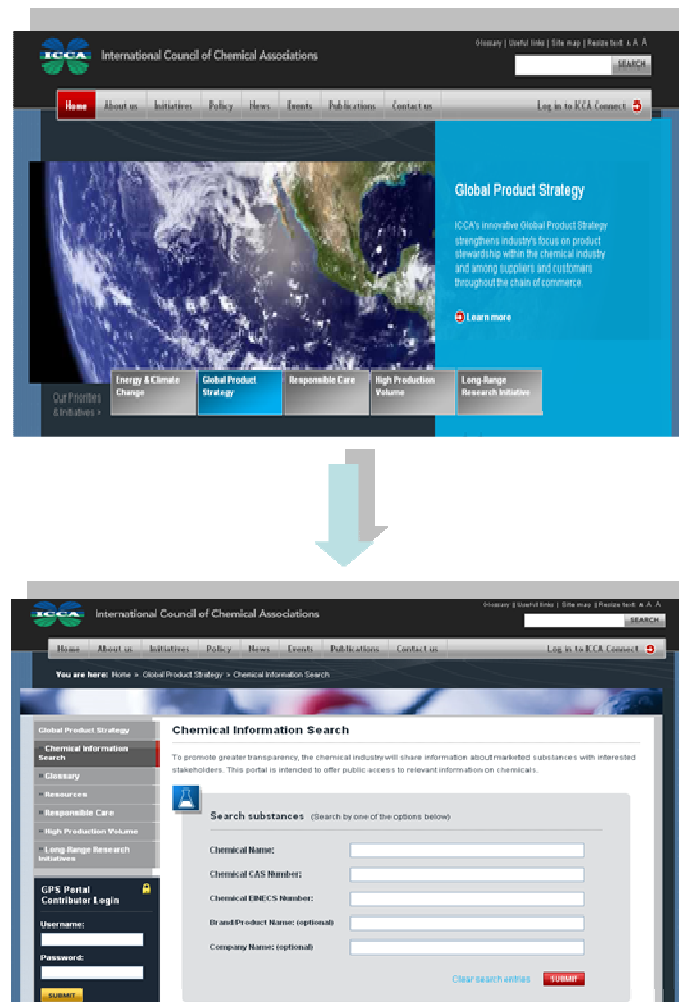 Glossary | Useful links | Site map | Resize text: A A A
ICCA
International Council of Chemical Associations
SEARCH
Home About us Initiatives Policy News Events Publications Contact us Log in to ICCA Connect
Global Product Strategy
ICCA's innovative Global Product Strategy
strengthens industry's focus on product
stewardship within the chemical industry
and among suppliers and customers
throughout the chain of commerce.
Learn more
Our Priorities
& Initiatives >
Energy & Climate
Change
Global Product
Strategy
Responsible Care
High Production
Volume
Long-Range
Research Initiative
Glossary | Useful links | Site map | Resize text: A A A
ICCA
International Council of Chemical Associations
SEARCH
Home About us Initiatives Policy News Events Publications Contact us Log in to ICCA Connect
You are here: Home > Global Product Strategy > Chemical Information Search
Global Product Strategy
Chemical Information
Search
Glossary
Resources
Responsible Care
High Production Volume
Long-Range Research
Initiatives
GPS Portal
Contributor Login
Username:
Password:
SUBMIT
Chemical Information Search
To promote greater transparency, the chemical industry will share information about marketed substances with interested
stakeholders. This portal is intended to offer public access to relevant information on chemicals.
Search substances (Search by one of the options below)
Chemical Name:
Chemical CAS Number:
Chemical EINECS Number:
Brand/Product Name: (optional)
Company Name: (optional)
Clear search entries SUBMIT